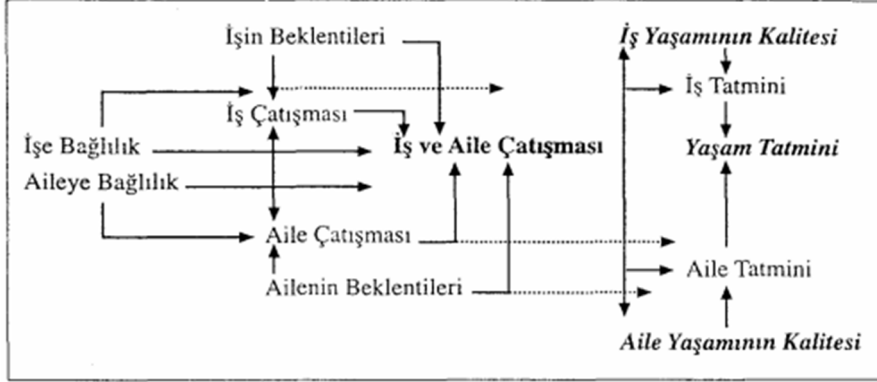 İşin Beklentileri
İş Yaşamının Kalitesi
İş Tatmini
İş Çatışması
İşe Bağlılık
İş ve Aile Çatışması
Yaşam Tatmini
Aileye Bağlılık
Aile Çatışması
Aile Tatmini
Ailenin Beklentileri
Aile Yaşamının Kalitesi